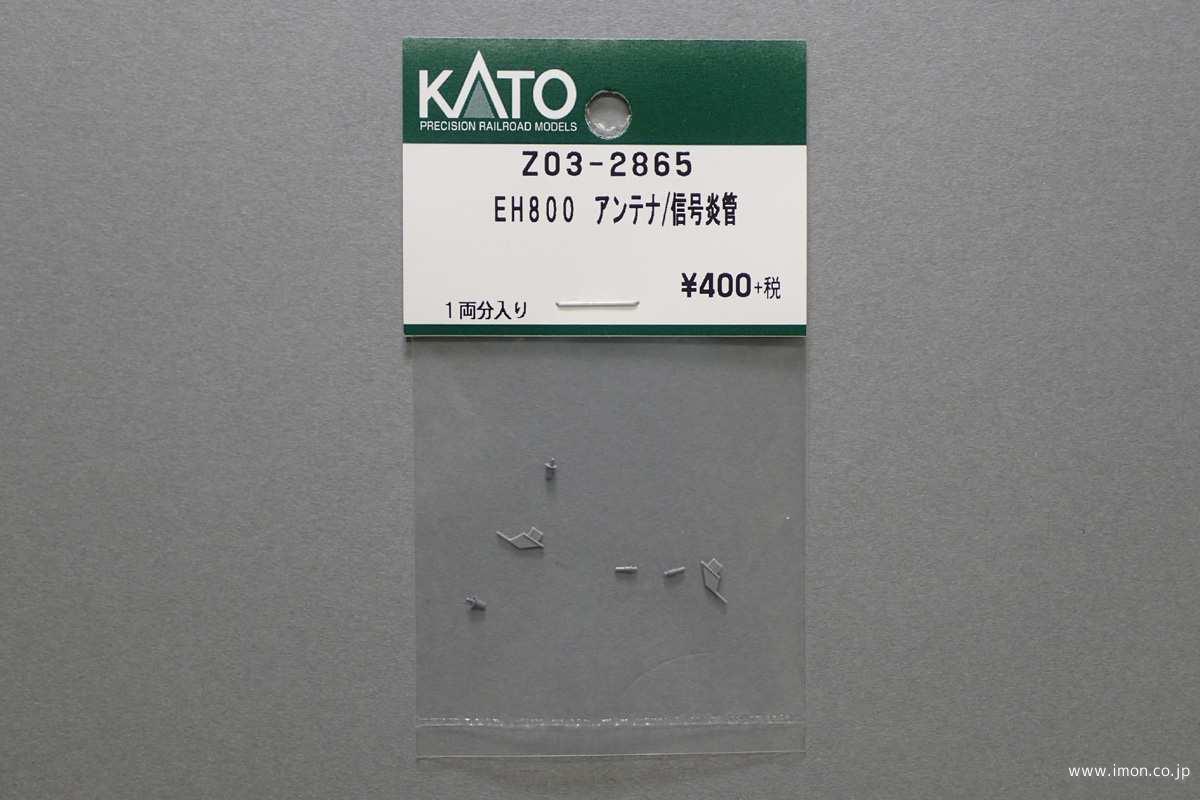 KATO
PRECISION RAILROAD MODELS
Z03-2865
EH800 アンテナ/信号炎管
¥400+税
1両分入り
www.imon.co.jp